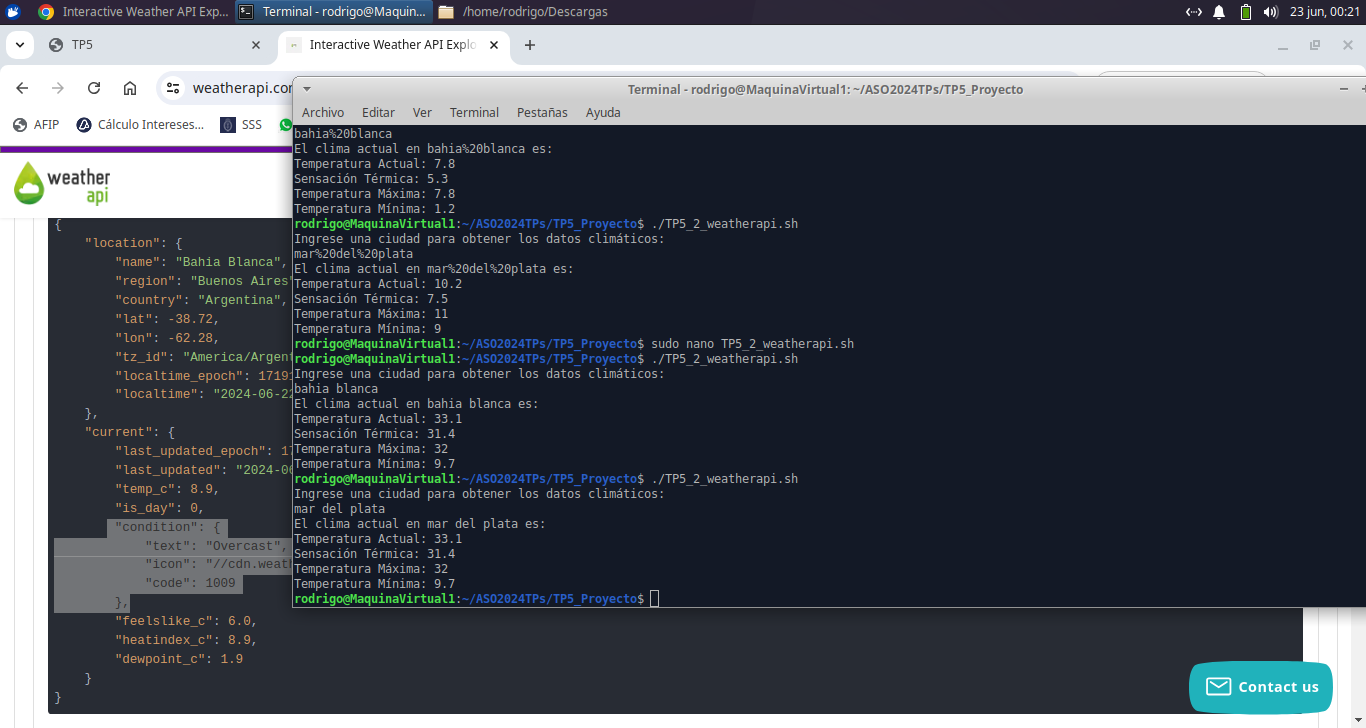 Interactive Weather API Exp...
Terminal - rodrigo@Maquin...
/home/rodrigo/Descargas
23 jun, 00:21
TP5
Interactive Weather API Explo
weatherapi.co
AFIP
Cálculo Intereses...
SSS
weather
api
Terminal - rodrigo@MaquinaVirtual1: ~/ASO2024TPs/TP5_Proyecto
Archivo Editar Ver Terminal Pestañas Ayuda
bahia%20blanca
El clima actual en bahia%20blanca es:
Temperatura Actual: 7.8
Sensación Térmica: 5.3
Temperatura Máxima: 7.8
Temperatura Mínima: 1.2
rodrigo@MaquinaVirtual1:~/ASO2024TPs/TP5_Proyecto$ ./TP5_2_weatherapi.sh
Ingrese una ciudad para obtener los datos climáticos:
mar%20del%20plata
El clima actual en mar%20del%20plata es:
Temperatura Actual: 10.2
Sensación Térmica: 7.5
Temperatura Máxima: 11
Temperatura Mínima: 9
rodrigo@MaquinaVirtual1:~/ASO2024TPs/TP5_Proyecto$ sudo nano TP5_2_weatherapi.sh
rodrigo@MaquinaVirtual1:~/ASO2024TPs/TP5_Proyecto$ ./TP5_2_weatherapi.sh
Ingrese una ciudad para obtener los datos climáticos:
bahia blanca
El clima actual en bahia blanca es:
Temperatura Actual: 33.1
Sensación Térmica: 31.4
Temperatura Máxima: 32
Temperatura Mínima: 9.7
rodrigo@MaquinaVirtual1:~/ASO2024TPs/TP5_Proyecto$ ./TP5_2_weatherapi.sh
Ingrese una ciudad para obtener los datos climáticos:
mar del plata
El clima actual en mar del plata es:
Temperatura Actual: 33.1
Sensación Térmica: 31.4
Temperatura Máxima: 32
Temperatura Mínima: 9.7
rodrigo@MaquinaVirtual1:~/ASO2024TPs/TP5_Proyecto$
{
"location": {
"name": "Bahia Blanca",
"region": "Buenos Aires"
"country": "Argentina",
"lat": -38.72,
"lon": -62.28,
"tz_id": "America/Argent
"localtime_epoch": 1719
"localtime": "2024-06-22
},
"current": {
"last_updated_epoch": 17
"last_updated": "2024-06
"temp_c": 8.9,
"is_day": 0,
"condition": {
"text": "Overcast",
"icon": "//cdn.weath
"code": 1009
},
"feelslike_c": 6.0,
"heatindex_c": 8.9,
"dewpoint_c": 1.9
}
}
Contact us